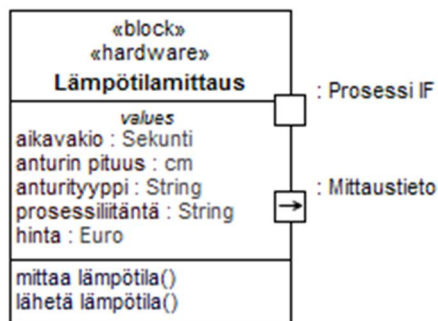 «block»
«hardware»
Lämpötilamittaus
values
aikavakio : Sekunti
anturin pituus : cm
anturityyppi : String
prosessiliitäntä : String
hinta : Euro
mittaa lämpötila()
lähetä lämpötila()
: Prosessi IF
: Mittaustieto